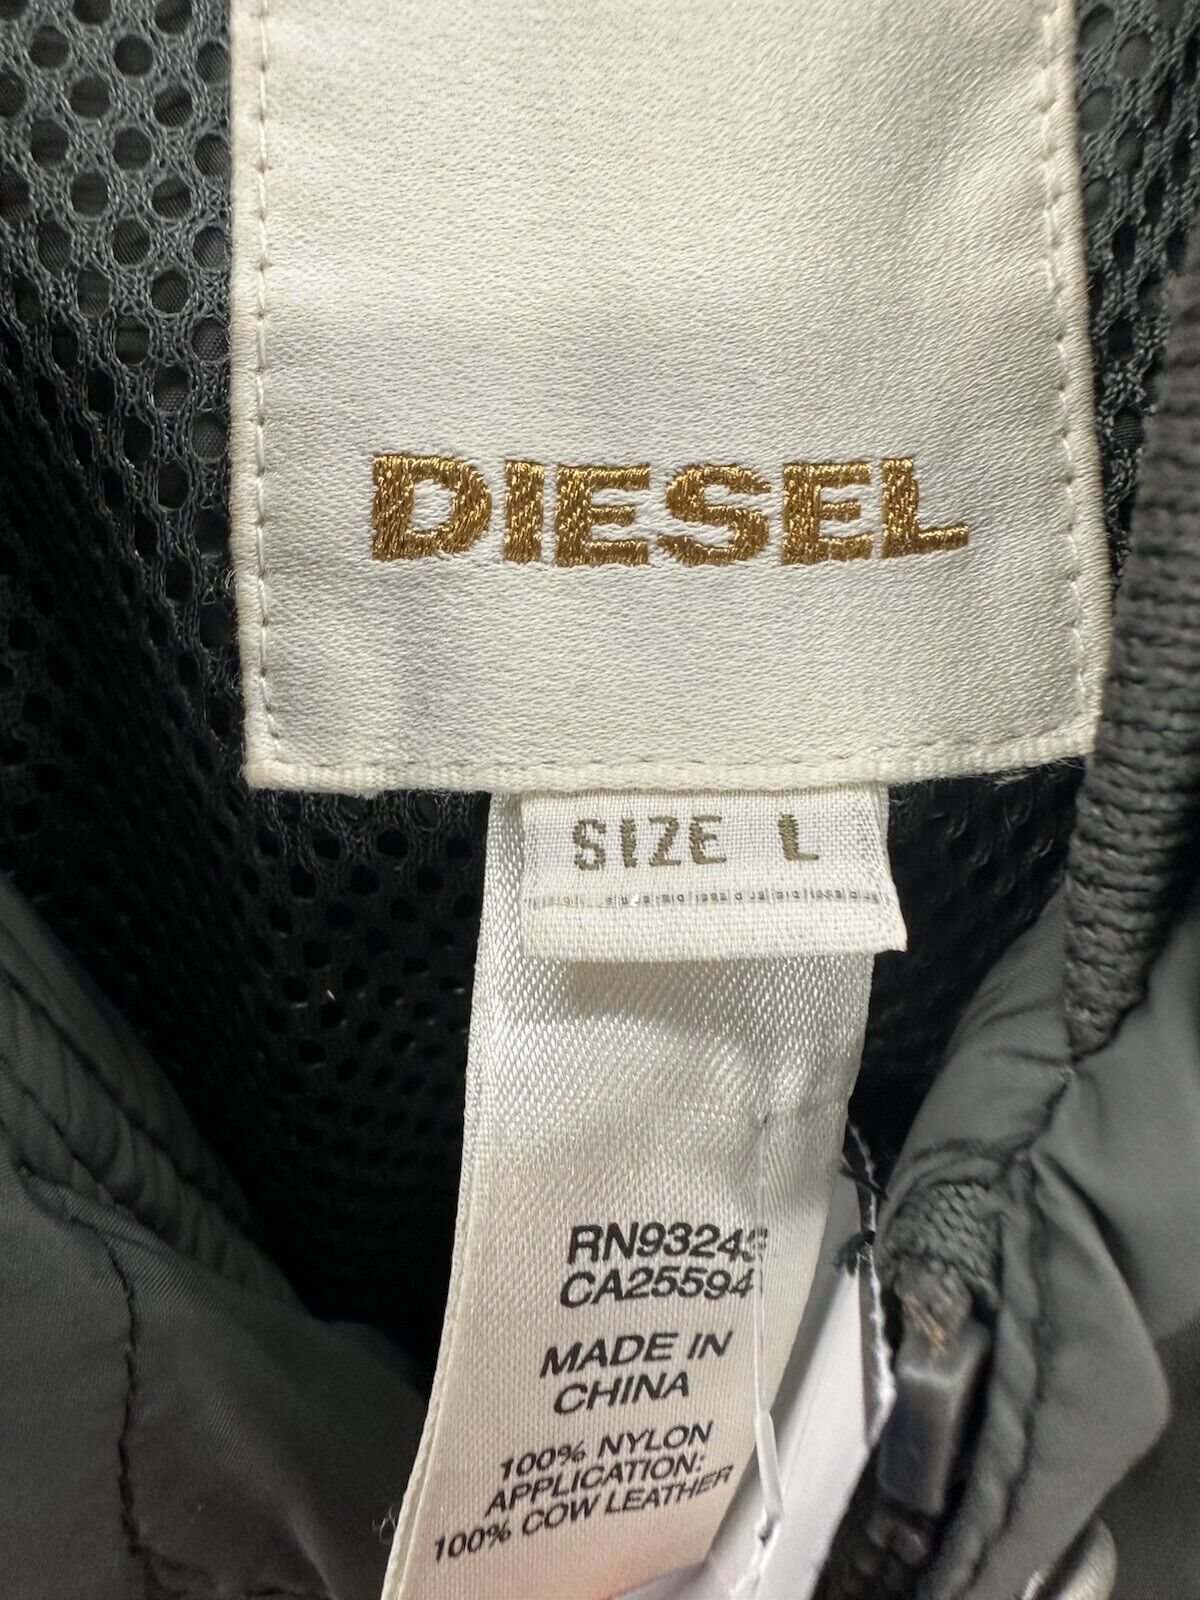 DIESEL
SIZE L
MADE IN
CHINA
100% NYLON
APPLICATION:
100% COW LEATHER